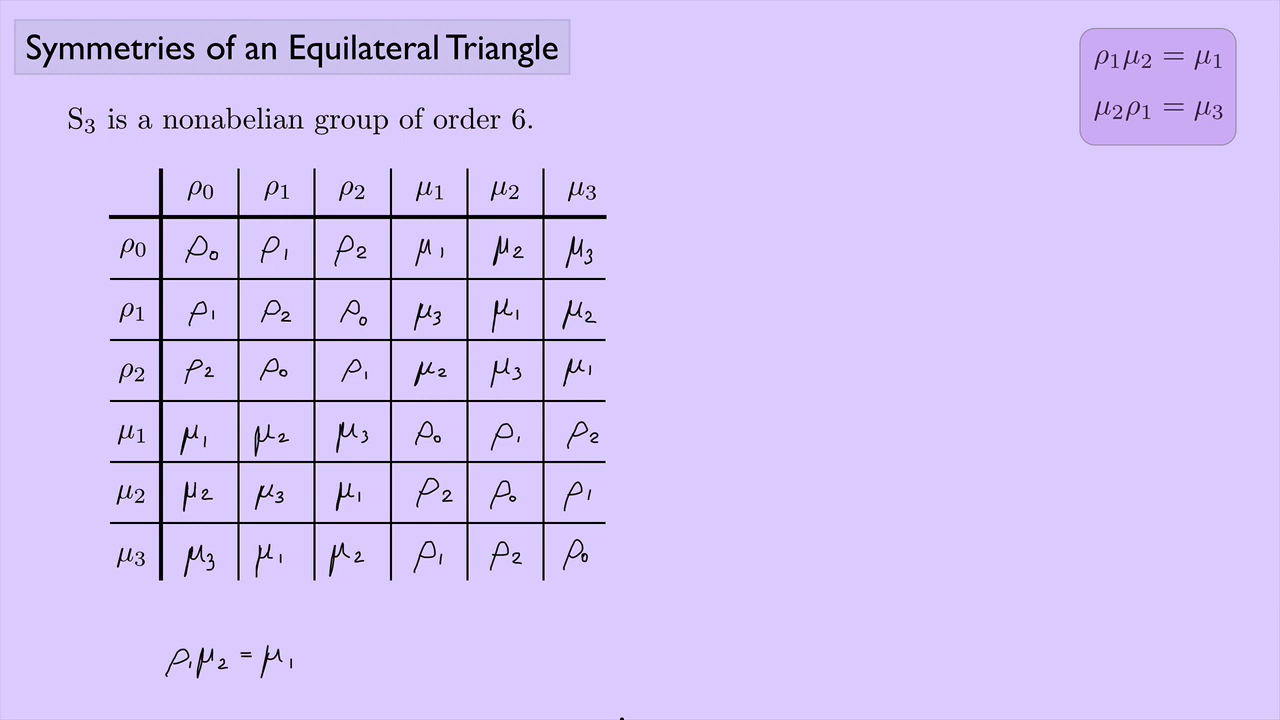 Symmetries of an Equilateral Triangle
ρ₁μ₂ = μ₁
μ₂ρ₁ = μ₃
S₃ is a nonabelian group of order 6.
ρ₀ ρ₁ ρ₂ μ₁ μ₂ μ₃
ρ₀ ρ₀ ρ₁ ρ₂ μ₁ μ₂ μ₃
ρ₁ ρ₁ ρ₂ ρ₀ μ₃ μ₁ μ₂
ρ₂ ρ₂ ρ₀ ρ₁ μ₂ μ₃ μ₁
μ₁ μ₁ μ₂ μ₃ ρ₀ ρ₁ ρ₂
μ₂ μ₂ μ₃ μ₁ ρ₂ ρ₀ ρ₁
μ₃ μ₃ μ₁ μ₂ ρ₁ ρ₂ ρ₀
ρ₁μ₂ = μ₁